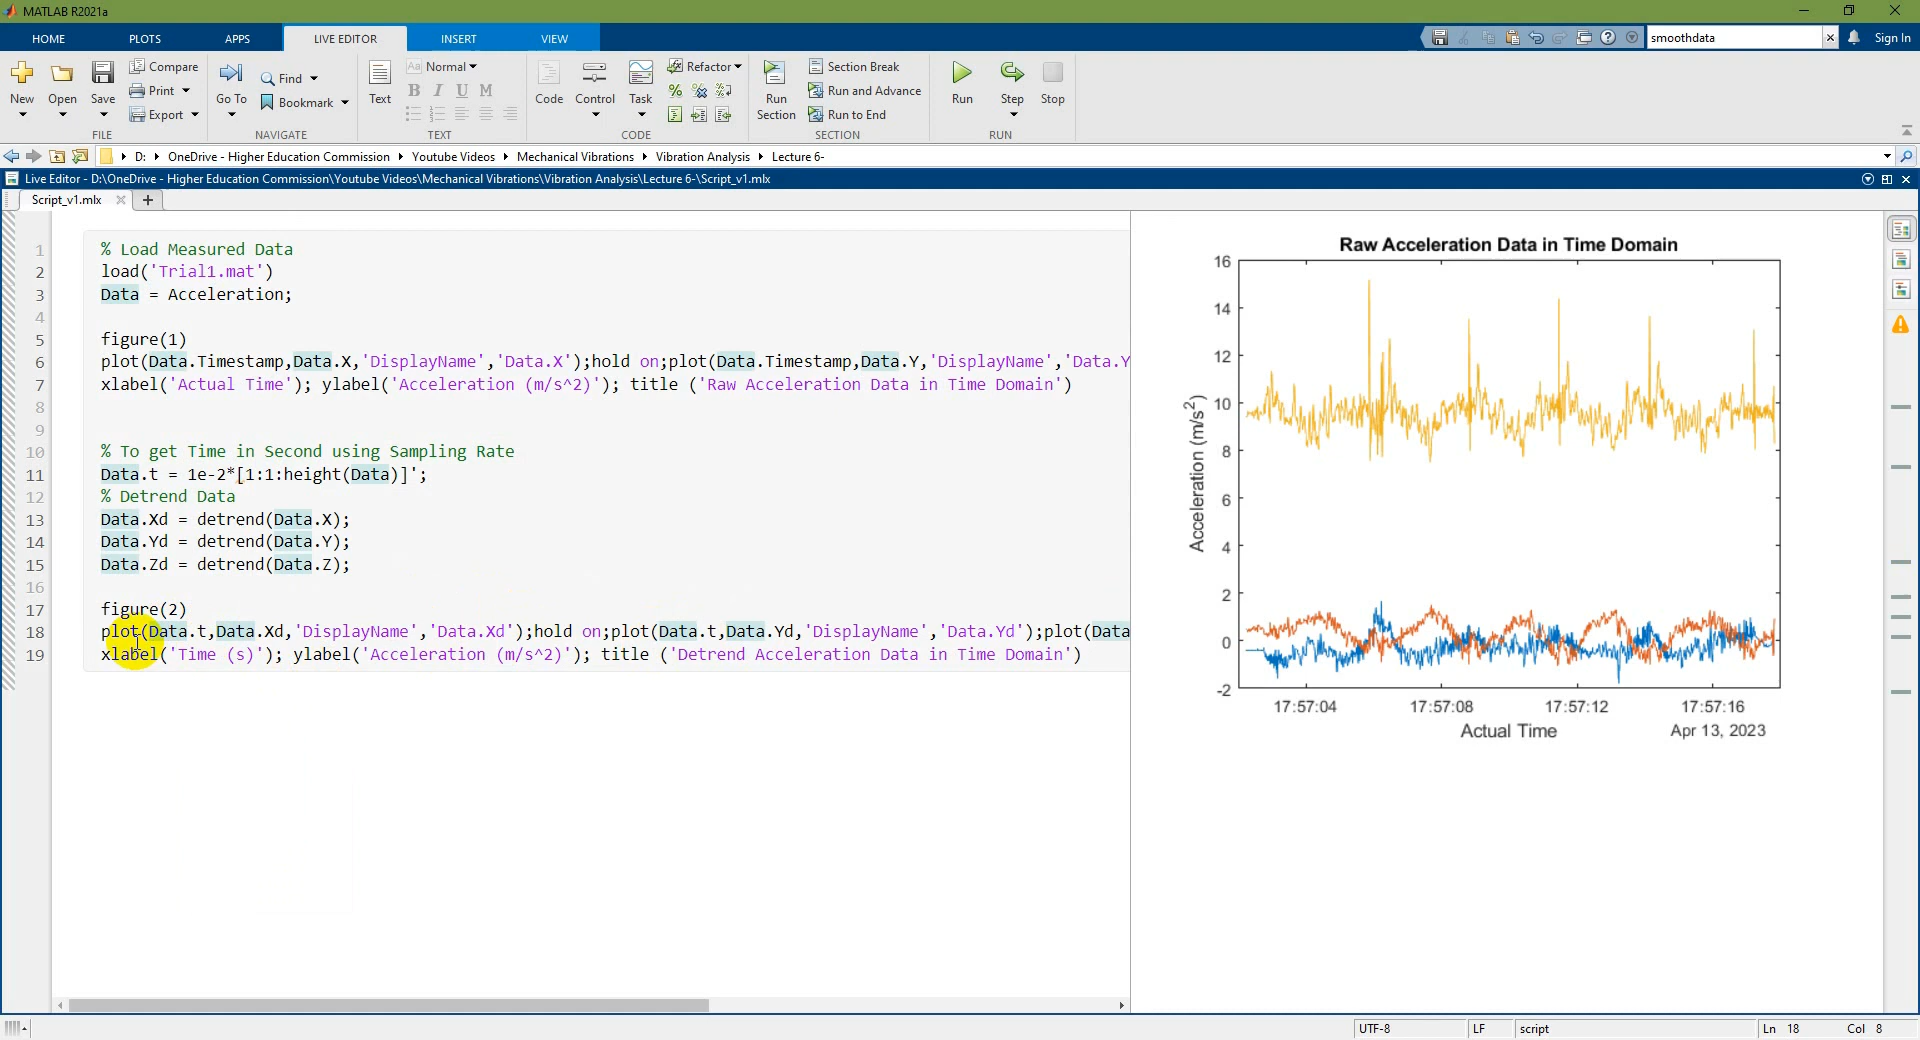 MATLAB R2021a
HOME PLOTS APPS LIVE EDITOR INSERT VIEW
smoothdata
Sign In
New Open Save Compare Print Export
FILE
Go To Find Bookmark
NAVIGATE
Text Normal B I U M
TEXT
Code Control Task Refactor
CODE
Run Section Section Break Run and Advance Run to End
SECTION
Run Step Stop
RUN
D: OneDrive - Higher Education Commission Youtube Videos Mechanical Vibrations Vibration Analysis Lecture 6-
Live Editor - D:\OneDrive - Higher Education Commission\Youtube Videos\Mechanical Vibrations\Vibration Analysis\Lecture 6-\Script_v1.mlx
Script_v1.mlx
1 % Load Measured Data
2 load('Trial1.mat')
3 Data = Acceleration;
4
5 figure(1)
6 plot(Data.Timestamp,Data.X,'DisplayName','Data.X');hold on;plot(Data.Timestamp,Data.Y,'DisplayName','Data.Y
7 xlabel('Actual Time'); ylabel('Acceleration (m/s^2)'); title ('Raw Acceleration Data in Time Domain')
8
9
10 % To get Time in Second using Sampling Rate
11 Data.t = 1e-2*[1:1:height(Data)]';
12 % Detrend Data
13 Data.Xd = detrend(Data.X);
14 Data.Yd = detrend(Data.Y);
15 Data.Zd = detrend(Data.Z);
16
17 figure(2)
18 plot(Data.t,Data.Xd,'DisplayName','Data.Xd');hold on;plot(Data.t,Data.Yd,'DisplayName','Data.Yd');plot(Data
19 xlabel('Time (s)'); ylabel('Acceleration (m/s^2)'); title ('Detrend Acceleration Data in Time Domain')
Raw Acceleration Data in Time Domain
16
14
12
10
8
6
4
2
0
-2
Acceleration (m/s²)
17:57:04 17:57:08 17:57:12 17:57:16
Actual Time Apr 13, 2023
UTF-8 LF script Ln 18 Col 8